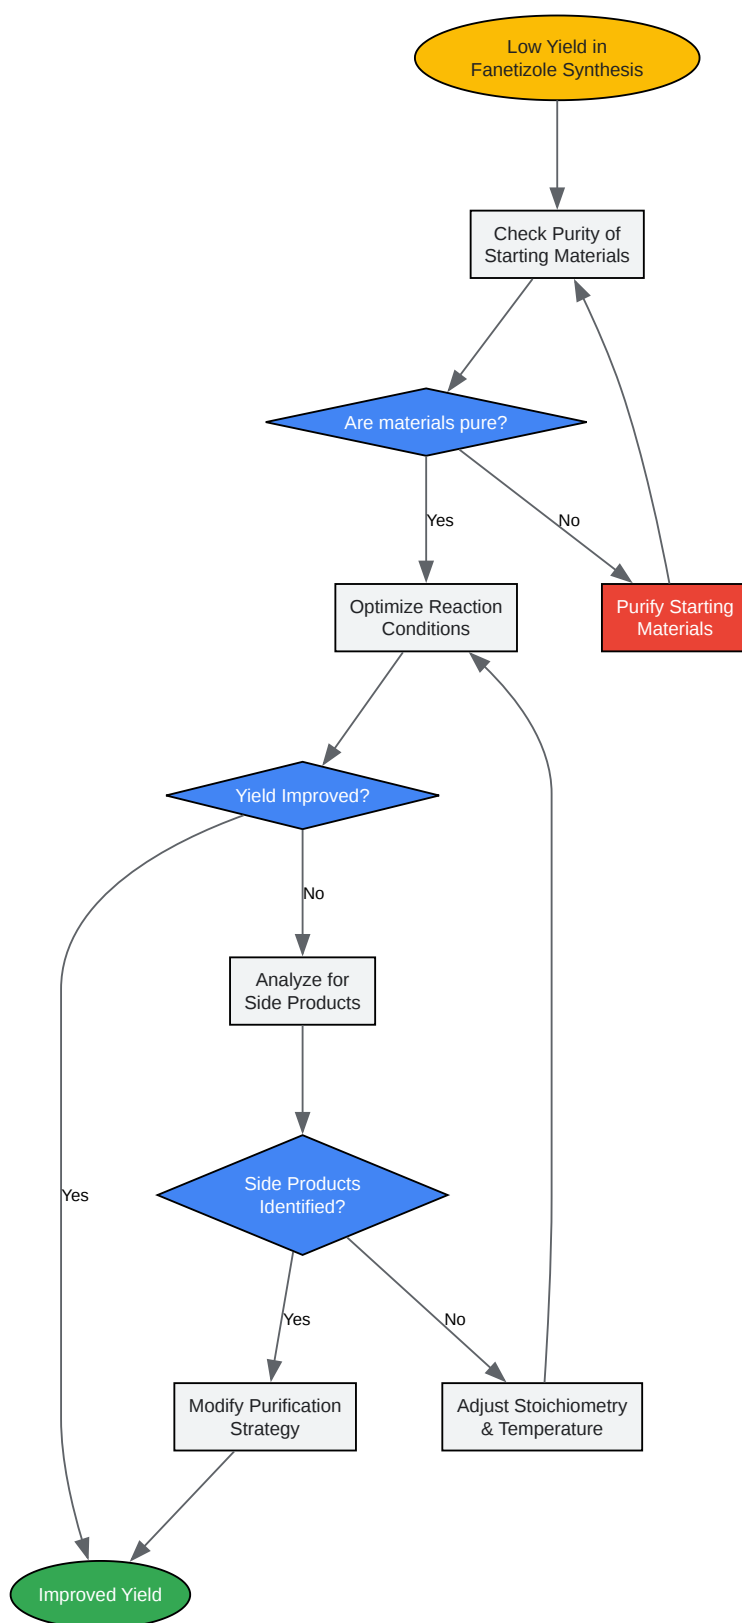 Low Yield in
Fanetizole Synthesis
Check Purity of
Starting Materials
Are materials pure?
Yes
No
Optimize Reaction
Conditions
Purify Starting
Materials
Yield Improved?
No
Analyze for
Side Products
Yes
Side Products
Identified?
Yes
No
Modify Purification
Strategy
Adjust Stoichiometry
& Temperature
Improved Yield